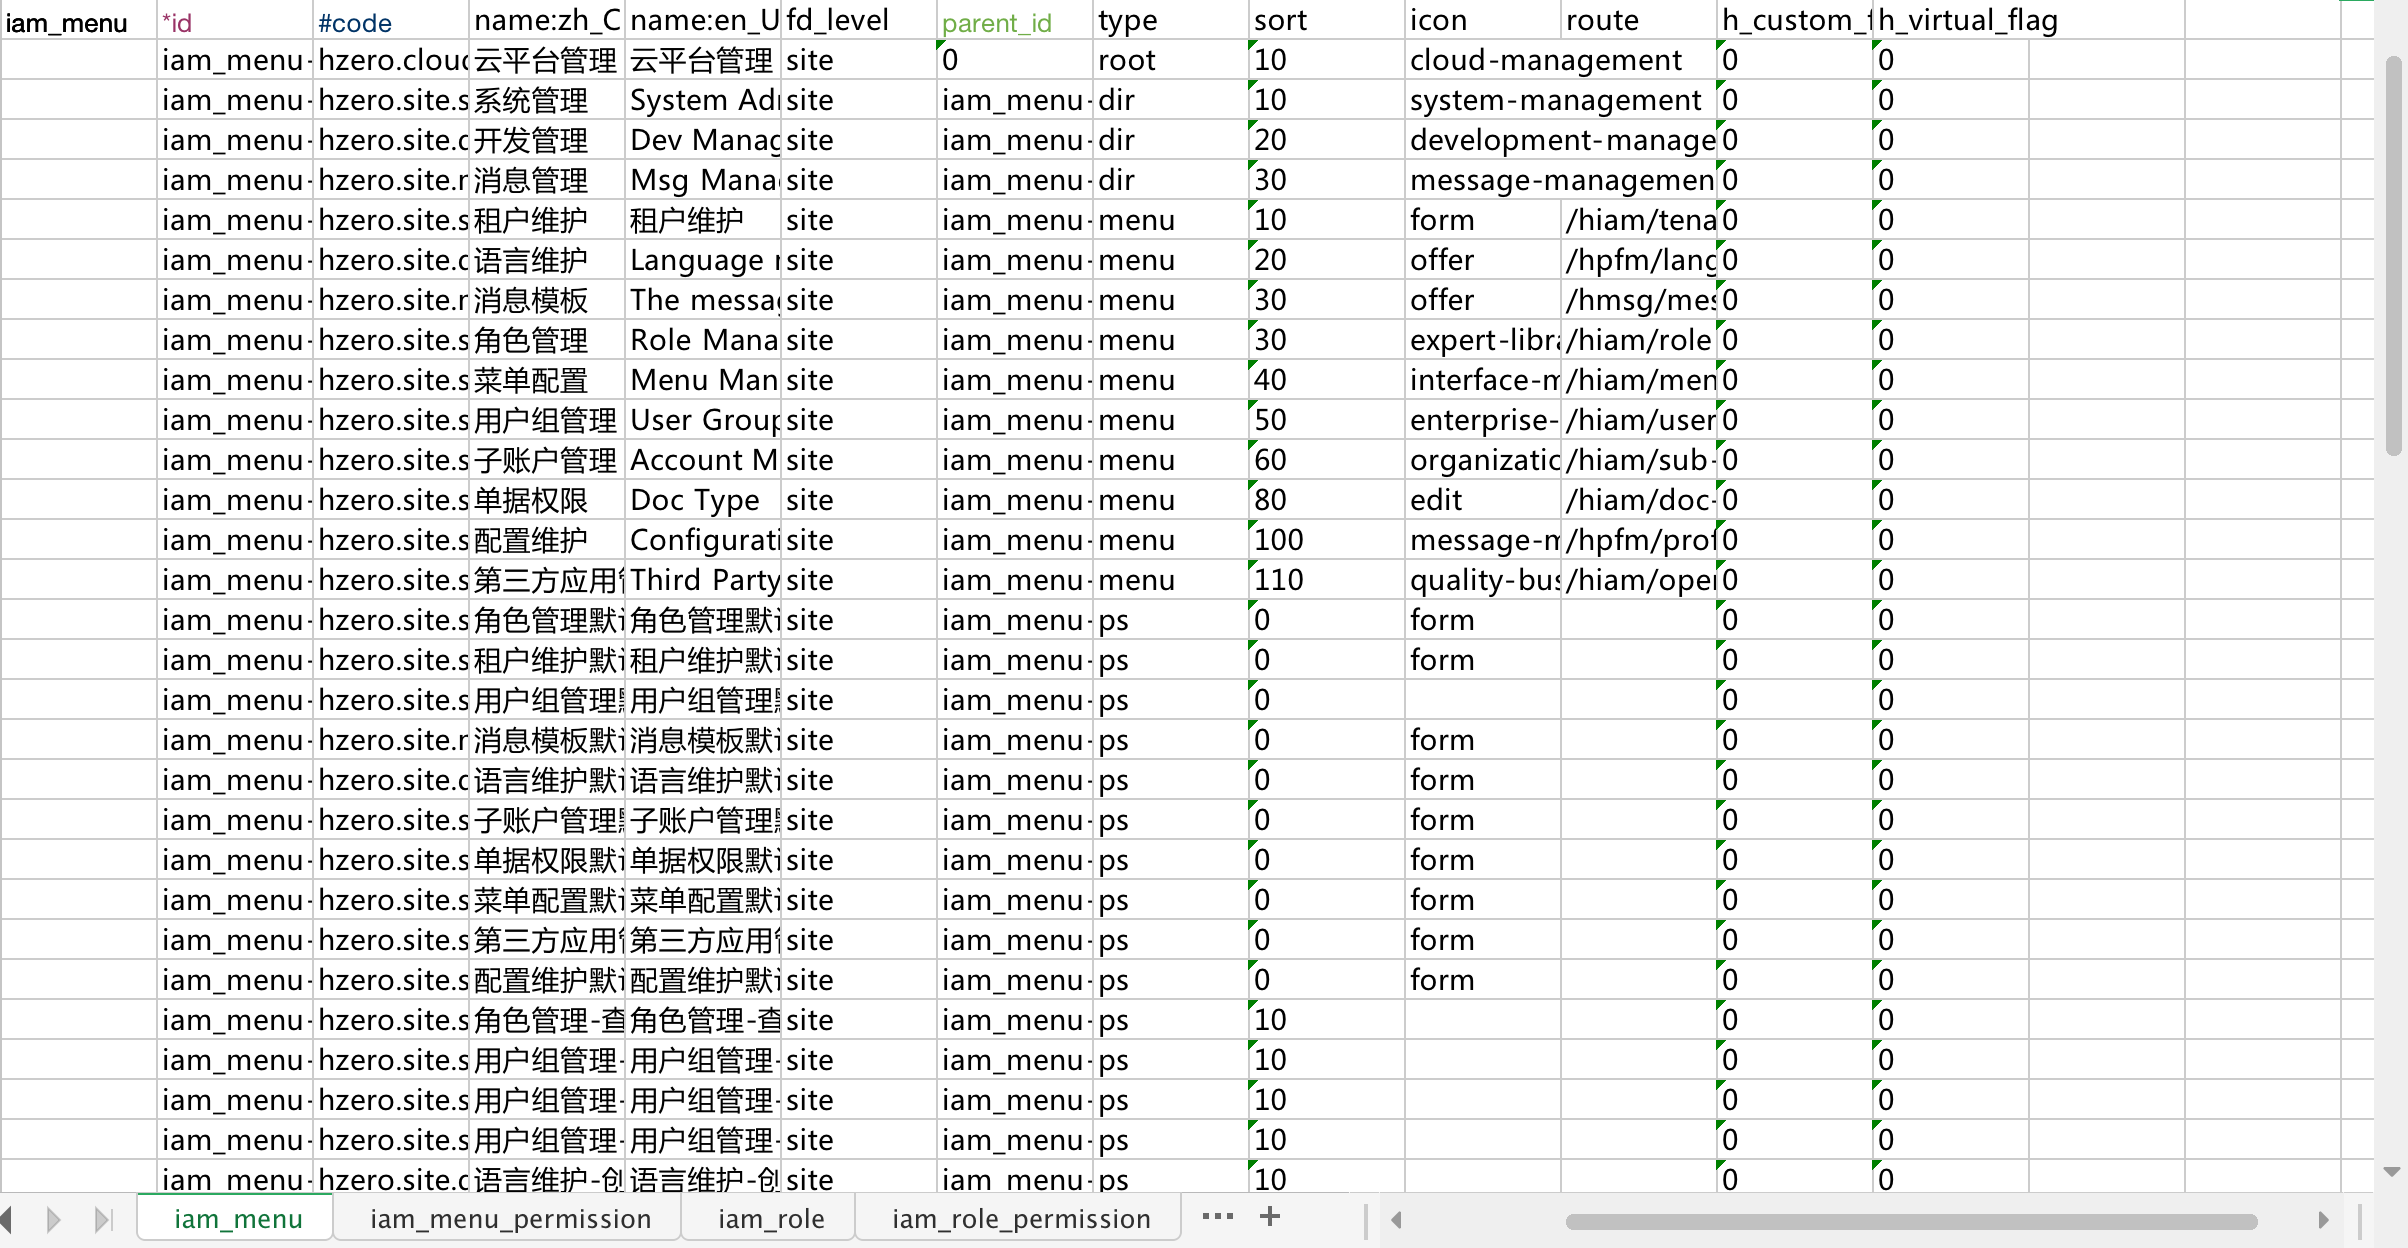 iam_menu *id #code name:zh_C name:en_U fd_level parent_id type sort icon route h_custom_f h_virtual_flag
iam_menu- hzero.cloud 云平台管理 云平台管理 site 0 root 10 cloud-management 0 0
iam_menu- hzero.site.s 系统管理 System Ad site iam_menu- dir 10 system-management 0 0
iam_menu- hzero.site.d 开发管理 Dev Manag site iam_menu- dir 20 development-manage 0 0
iam_menu- hzero.site. 消息管理 Msg Mana site iam_menu- dir 30 message-managemen 0 0
iam_menu- hzero.site.s 租户维护 租户维护 site iam_menu- menu 10 form /hiam/tena 0 0
iam_menu- hzero.site.d 语言维护 Language site iam_menu- menu 20 offer /hpfm/lang 0 0
iam_menu- hzero.site. 消息模板 The messag site iam_menu- menu 30 offer /hmsg/mes 0 0
iam_menu- hzero.site.s 角色管理 Role Mana site iam_menu- menu 30 expert-libra /hiam/role 0 0
iam_menu- hzero.site.s 菜单配置 Menu Man site iam_menu- menu 40 interface-m /hiam/men 0 0
iam_menu- hzero.site.s 用户组管理 User Group site iam_menu- menu 50 enterprise- /hiam/user 0 0
iam_menu- hzero.site.s 子账户管理 Account M site iam_menu- menu 60 organizatio /hiam/sub- 0 0
iam_menu- hzero.site.s 单据权限 Doc Type site iam_menu- menu 80 edit /hiam/doc- 0 0
iam_menu- hzero.site.s 配置维护 Configurati site iam_menu- menu 100 message-m /hpfm/prof 0 0
iam_menu- hzero.site.s 第三方应用 Third Party site iam_menu- menu 110 quality-bus /hiam/open 0 0
iam_menu- hzero.site.s 角色管理默 角色管理默 site iam_menu- ps 0 form 0 0
iam_menu- hzero.site.s 租户维护默 租户维护默 site iam_menu- ps 0 form 0 0
iam_menu- hzero.site.s 用户组管理 用户组管理 site iam_menu- ps 0 0 0
iam_menu- hzero.site. 消息模板默 消息模板默 site iam_menu- ps 0 form 0 0
iam_menu- hzero.site.d 语言维护默 语言维护默 site iam_menu- ps 0 form 0 0
iam_menu- hzero.site.s 子账户管理 子账户管理 site iam_menu- ps 0 form 0 0
iam_menu- hzero.site.s 单据权限默 单据权限默 site iam_menu- ps 0 form 0 0
iam_menu- hzero.site.s 菜单配置默 菜单配置默 site iam_menu- ps 0 form 0 0
iam_menu- hzero.site.s 第三方应用 第三方应用 site iam_menu- ps 0 form 0 0
iam_menu- hzero.site.s 配置维护默 配置维护默 site iam_menu- ps 0 form 0 0
iam_menu- hzero.site.s 角色管理-查 角色管理-查 site iam_menu- ps 10 0 0
iam_menu- hzero.site.s 用户组管理- 用户组管理- site iam_menu- ps 10 0 0
iam_menu- hzero.site.s 用户组管理- 用户组管理- site iam_menu- ps 10 0 0
iam_menu- hzero.site.s 用户组管理- 用户组管理- site iam_menu- ps 10 0 0
iam_menu- hzero.site.d 语言维护-创 语言维护-创 site iam_menu- ps 10 0 0
iam_menu iam_menu_permission iam_role iam_role_permission ··· +